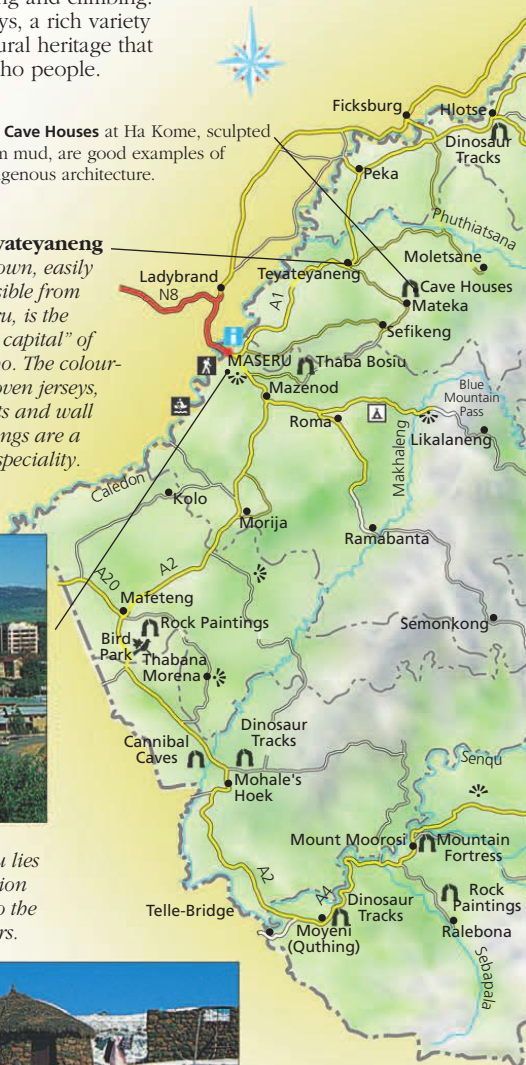 ng and climbing.
ys, a rich variety
ural heritage that
ho people.
Cave Houses at Ha Kome, sculpted
m mud, are good examples of
igenous architecture.
yateyaneng
own, easily
sible from
ru, is the
capital" of
ho. The colour-
oven jerseys,
ts and wall
ngs are a
speciality.
Ficksburg
Hlotse
Dinosaur
Tracks
Peka
Phuthiatsana
Moletsane
Teyateyaneng
Ladybrand
N8
A1
Cave Houses
Mateka
Sefikeng
MASERU
Thaba Bosiu
Mazenod
Blue
Mountain
Pass
Roma
Likalaneng
Makhaleng
Caledon
Kolo
Morija
Ramabanta
A2
A20
Mafeteng
Rock Paintings
Semonkong
Bird
Park
Thabana
Morena
Dinosaur
Tracks
Cannibal
Caves
Senqu
Mohale's
Hoek
Mount Moorosi
Mountain
Fortress
u lies
ion
o the
rs.
A2
A4
Rock
Paintings
Dinosaur
Tracks
Telle-Bridge
Moyeni
(Quthing)
Ralebona
Sebapala